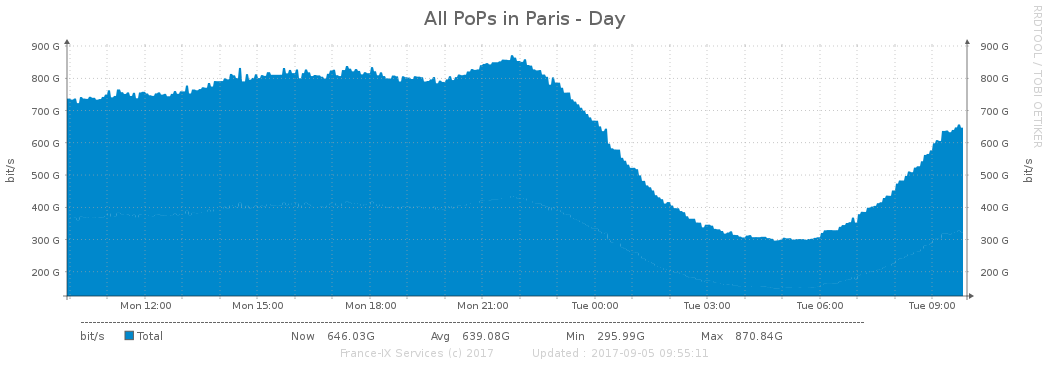 All PoPs in Paris - Day
RRDTOOL / TOBI OETIKER
900 G 900 G
800 G 800 G
700 G 700 G
600 G 600 G
500 G 500 G
400 G 400 G
300 G 300 G
200 G 200 G
bit/s bit/s
Mon 12:00 Mon 15:00 Mon 18:00 Mon 21:00 Tue 00:00 Tue 03:00 Tue 06:00 Tue 09:00
bit/s Total Now 646.03G Avg 639.08G Min 295.99G Max 870.84G
France-IX Services (c) 2017 Updated : 2017-09-05 09:55:11